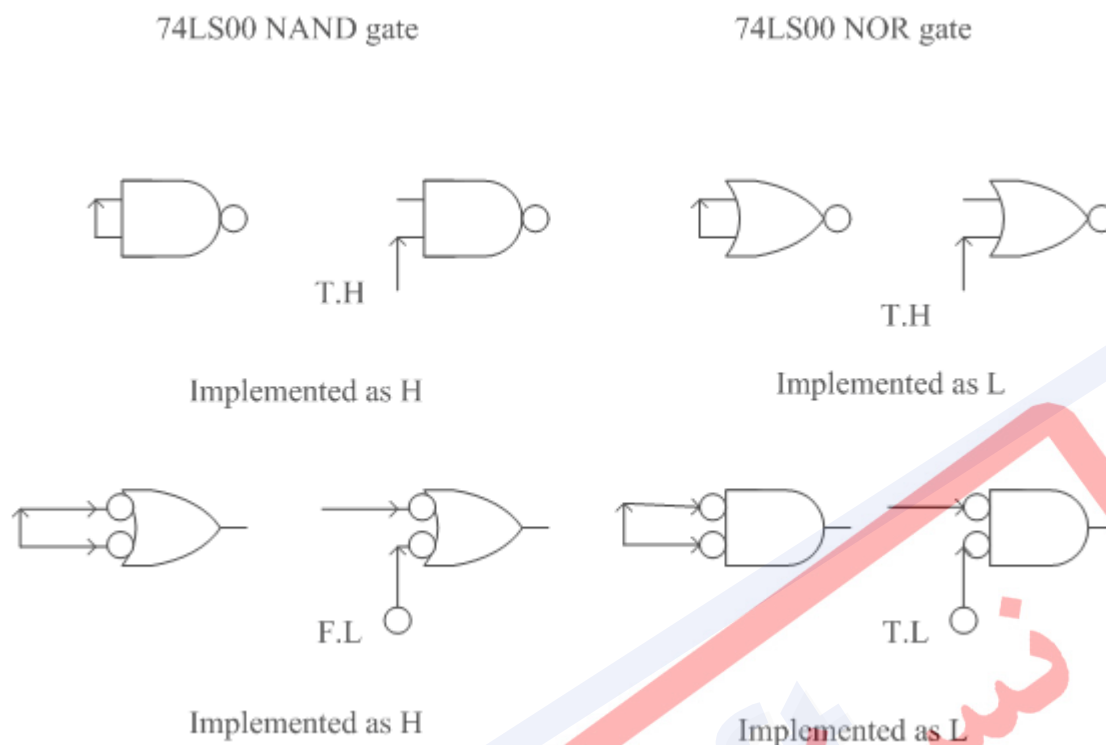 74LS00 NAND gate
74LS00 NOR gate
T.H
T.H
Implemented as H
Implemented as L
F.L
T.L
Implemented as H
Implemented as L